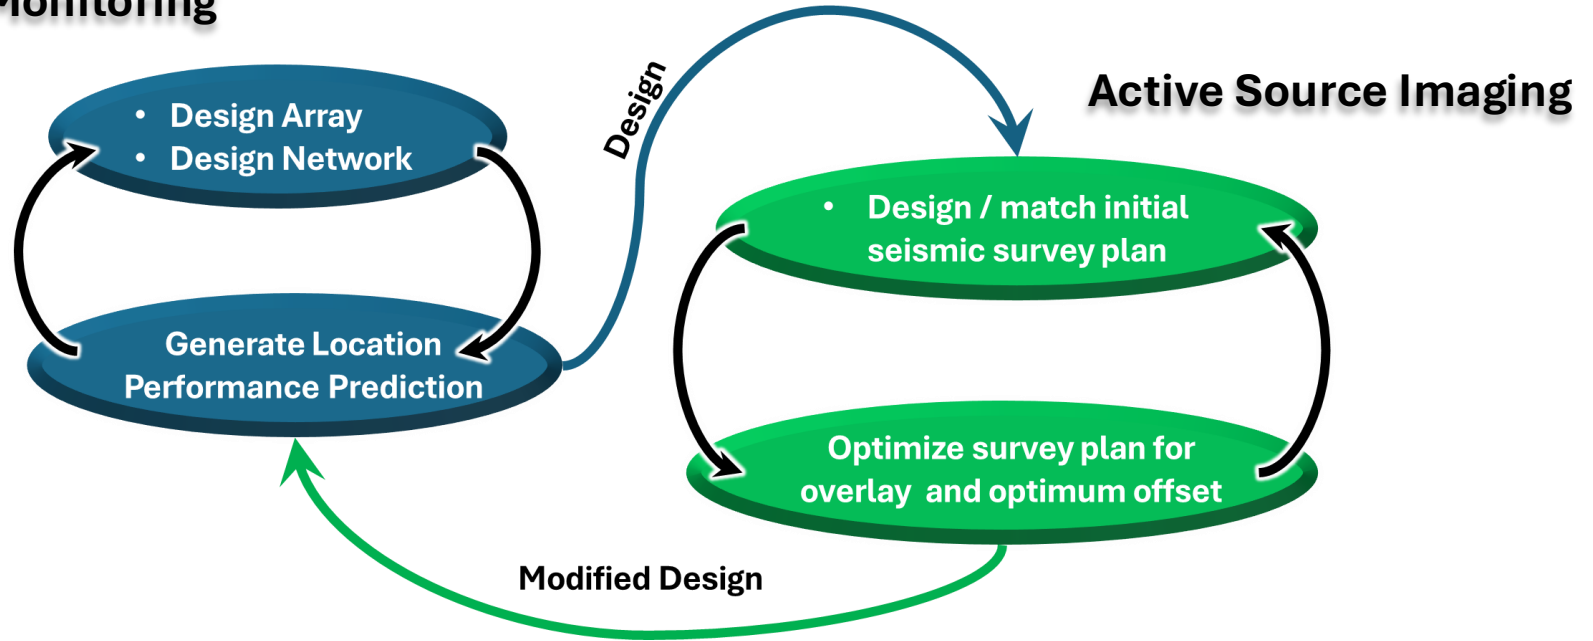 Monitoring
Active Source Imaging
• Design Array
• Design Network
Generate Location
Performance Prediction
Design
• Design / match initial
seismic survey plan
Optimize survey plan for
overlay and optimum offset
Modified Design